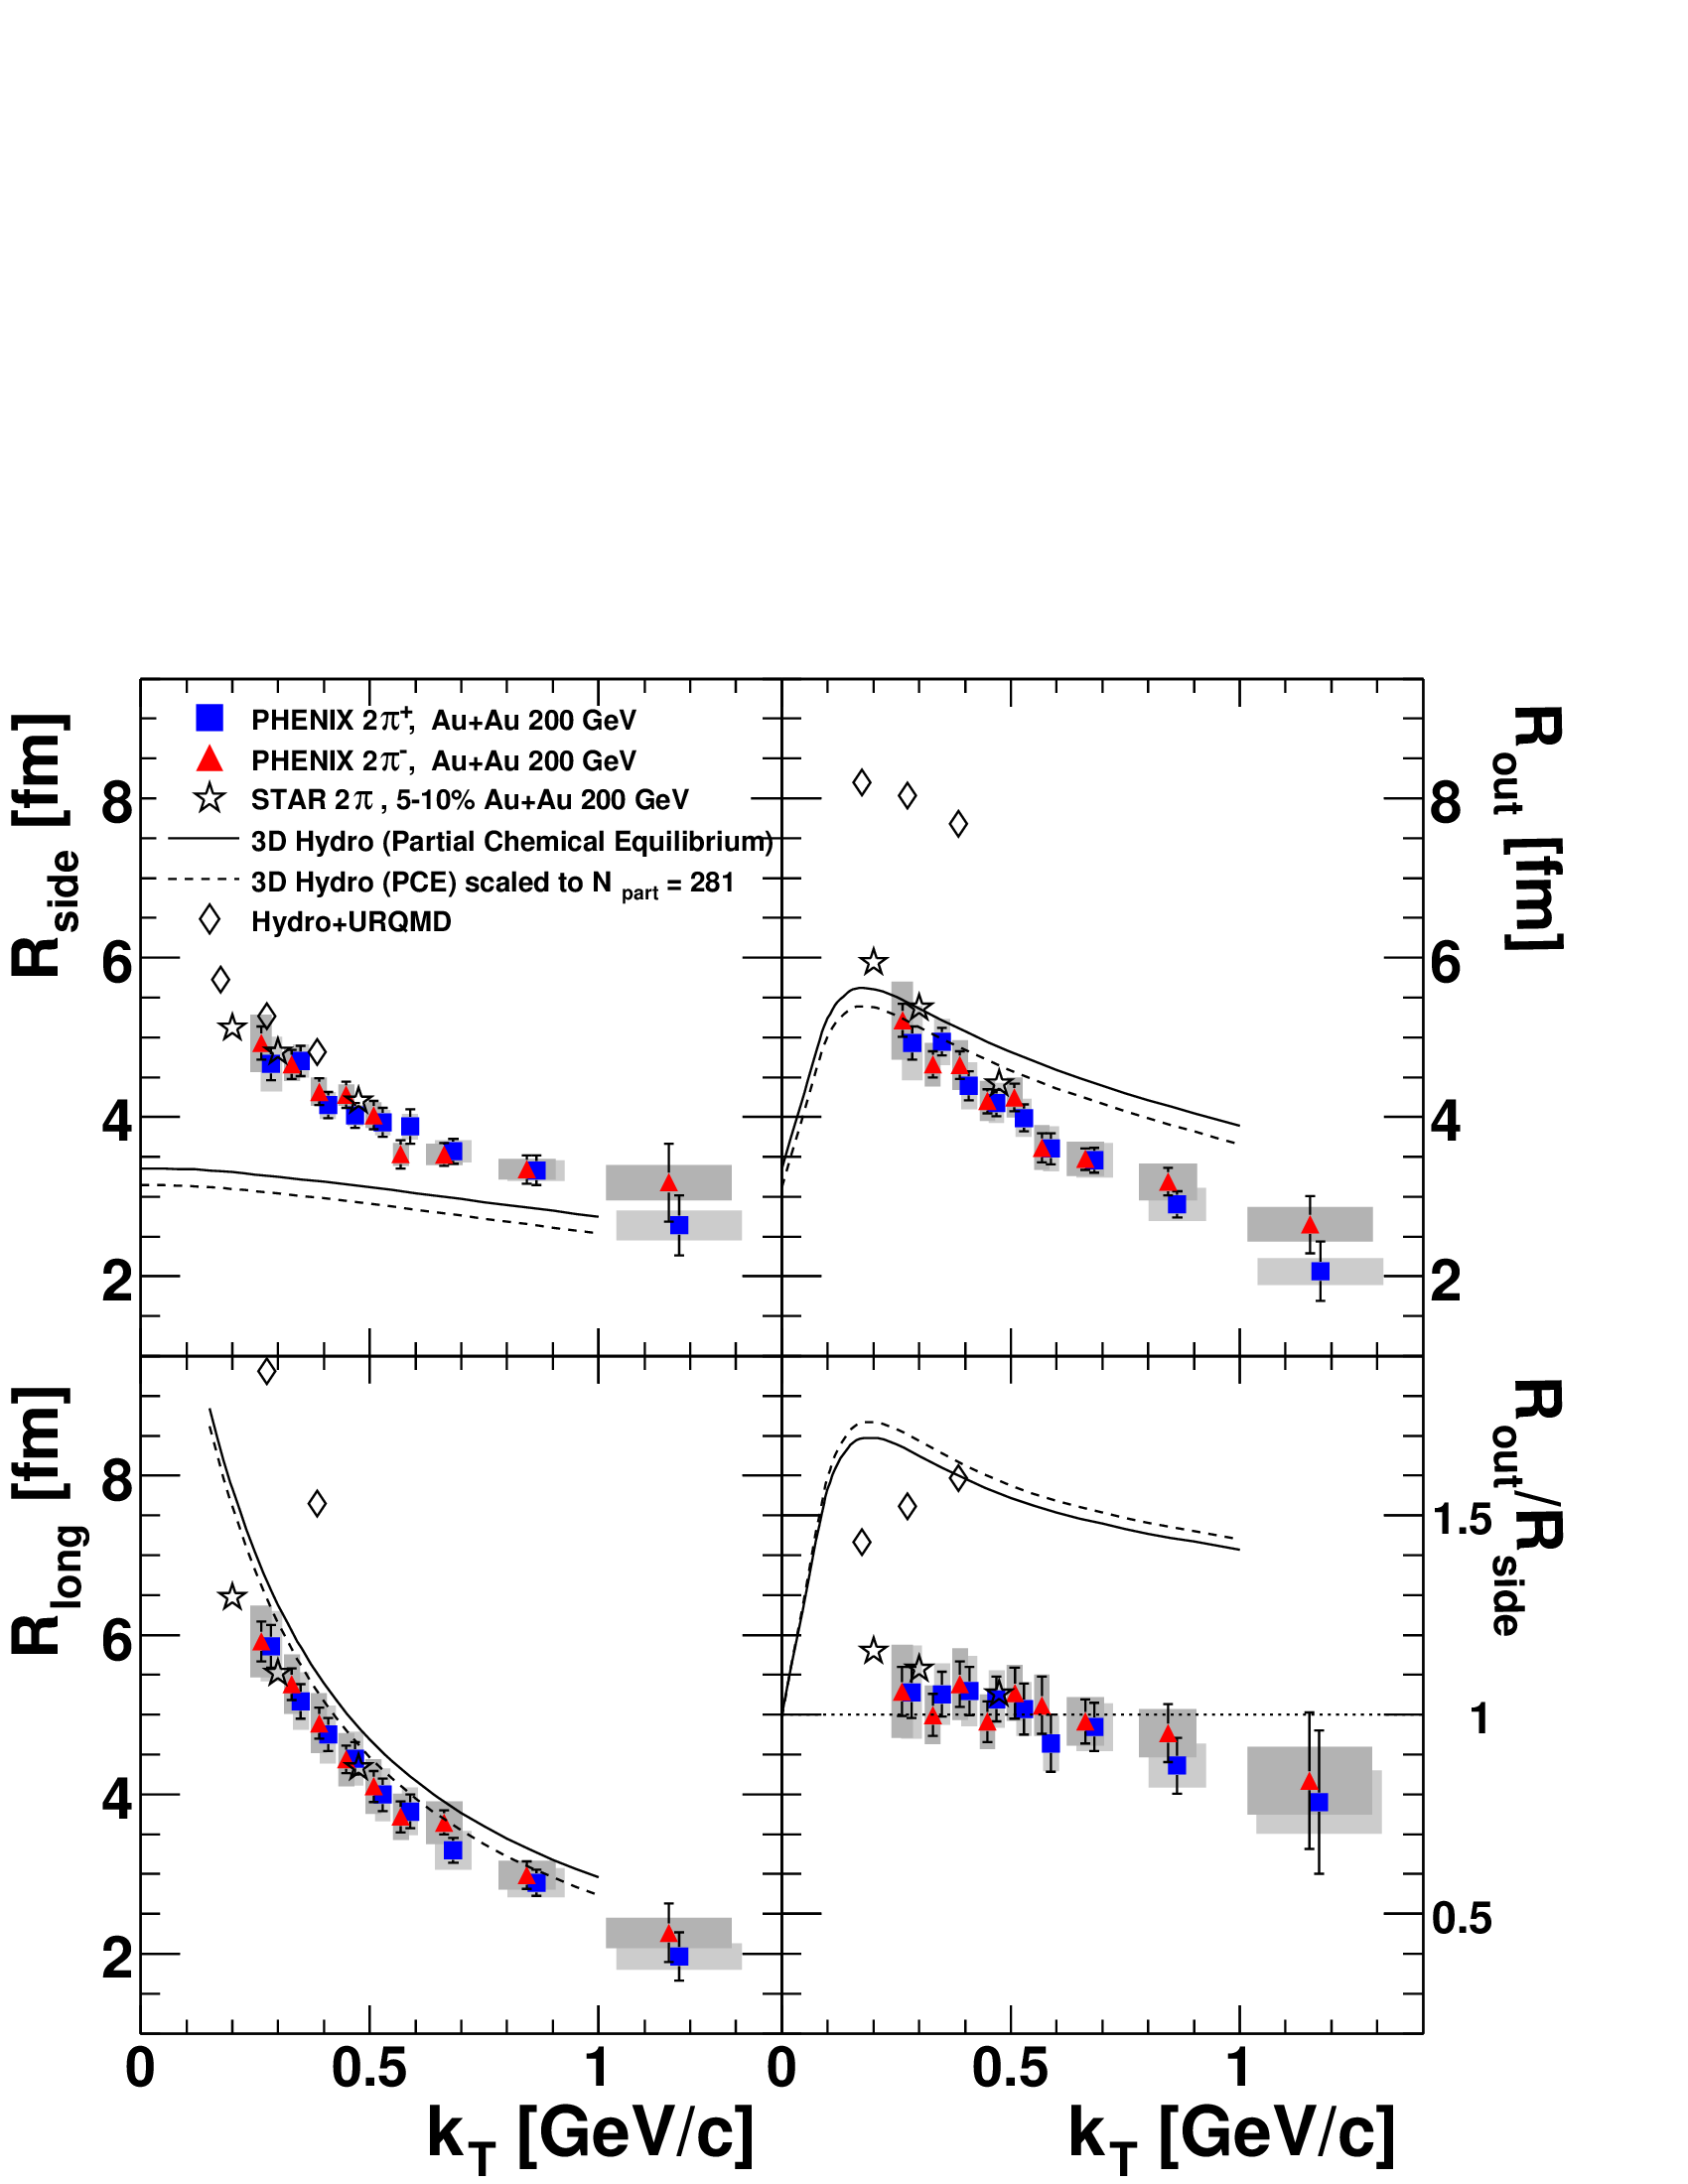 PHENIX 2π+, Au+Au 200 GeV
PHENIX 2π-, Au+Au 200 GeV
STAR 2π , 5-10% Au+Au 200 GeV
3D Hydro (Partial Chemical Equilibrium)
3D Hydro (PCE) scaled to N part = 281
Hydro+URQMD
Rside [fm]
8
6
4
2
Rout [fm]
8
6
4
2
Rlong [fm]
8
6
4
2
Rout/Rside
1.5
1
0.5
0 0.5 1
0 0.5 1
kT [GeV/c]
kT [GeV/c]